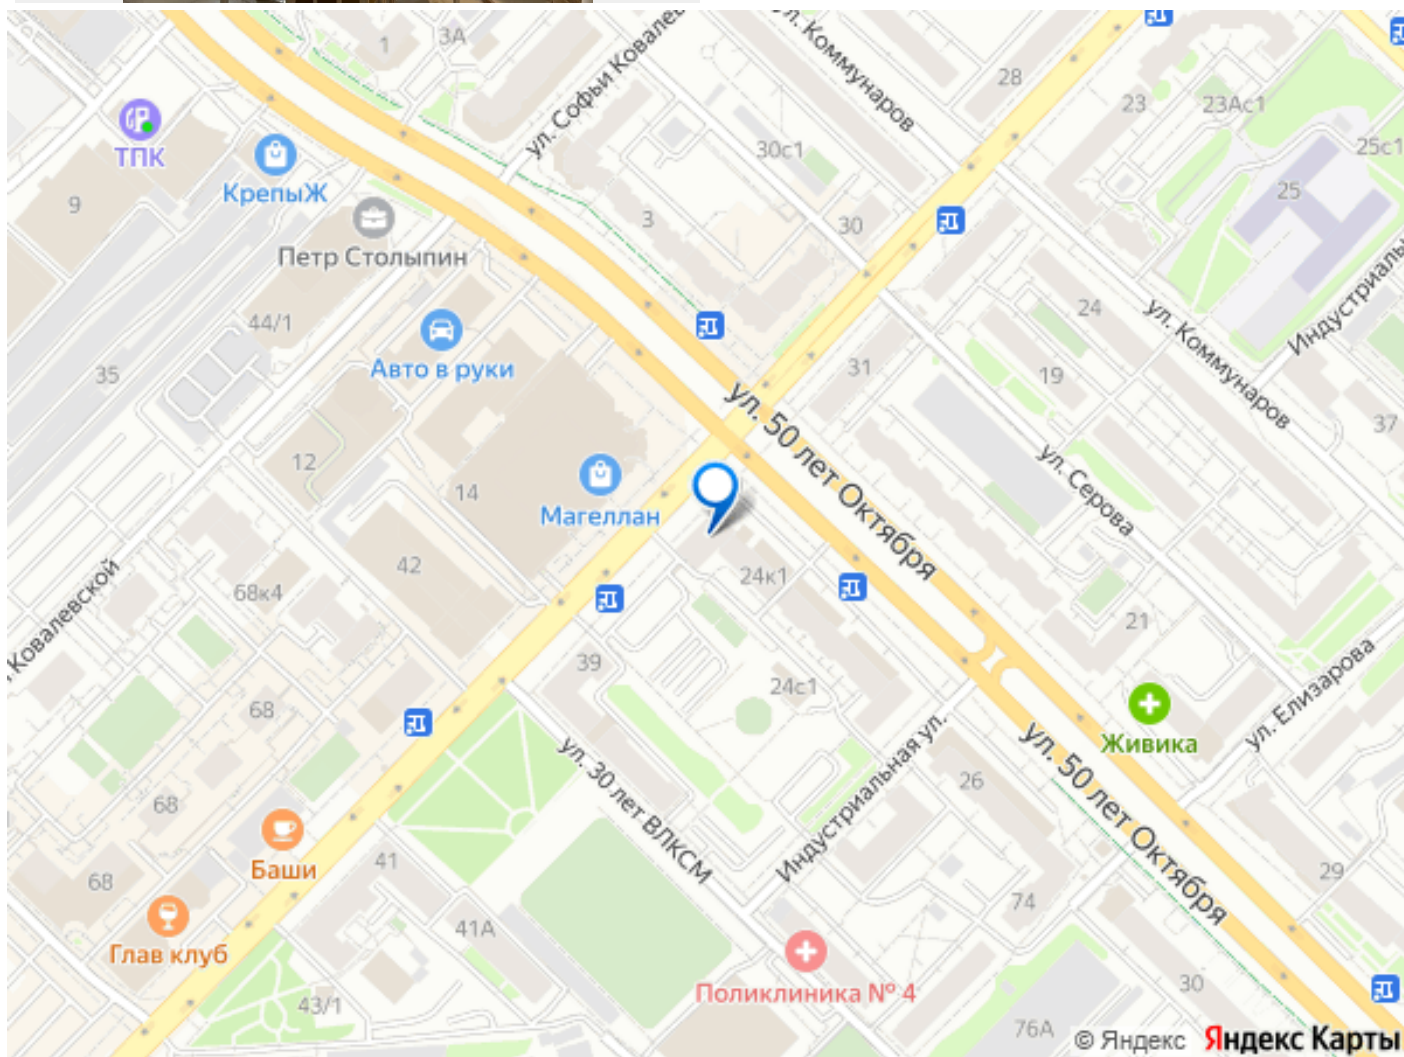 1
3А
ул. Софьи Ковалев
ул. Коммунаров
28
23
23Ас1
25с1
ТПК
КрепыЖ
30с1
25
9
3
30
Петр Столыпин
44/1
24
Индустриаль
ул. Коммунаров
35
Авто в руки
31
19
ул. 50 лет Октября
37
12
14
Магеллан
ул. Серова
42
68к4
24к1
Ковалевской
21
39
24с1
68
Живика
ул. Елизарова
ул. 30 лет ВЛКСМ
Индустриальная ул.
26
ул. 50 лет Октября
68
Баши
41
68
29
74
Глав клуб
41А
Поликлиника № 4
30
43/1
76А
© Яндекс Яндекс Карты